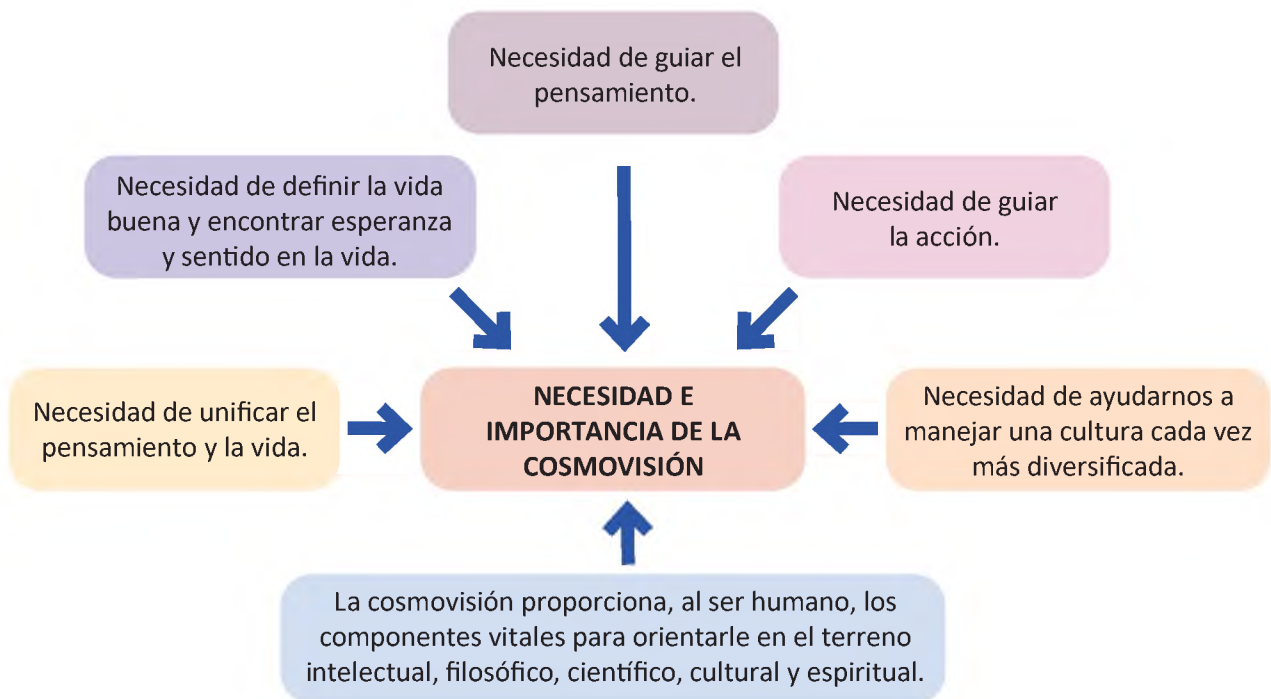 Necesidad de guiar el
pensamiento.
Necesidad de definir la vida
buena y encontrar esperanza
y sentido en la vida.
Necesidad de guiar
la acción.
Necesidad de unificar el
pensamiento y la vida.
NECESIDAD E
IMPORTANCIA DE LA
COSMOVISIÓN
Necesidad de ayudarnos a
manejar una cultura cada vez
más diversificada.
La cosmovisión proporciona, al ser humano, los
componentes vitales para orientarle en el terreno
intelectual, filosófico, científico, cultural y espiritual.